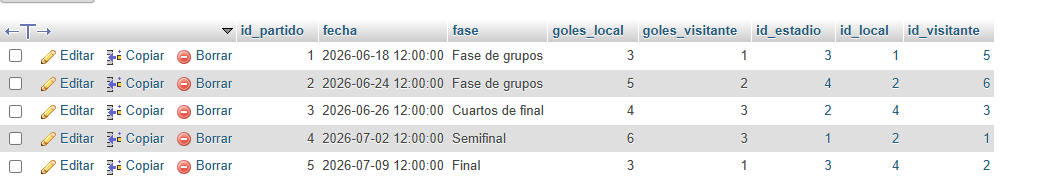 id_partido fecha fase goles_local goles_visitante id_estadio id_local id_visitante
Editar Copiar Borrar 1 2026-06-18 12:00:00 Fase de grupos 3 1 3 1 5
Editar Copiar Borrar 2 2026-06-24 12:00:00 Fase de grupos 5 2 4 2 6
Editar Copiar Borrar 3 2026-06-26 12:00:00 Cuartos de final 4 3 2 4 3
Editar Copiar Borrar 4 2026-07-02 12:00:00 Semifinal 6 3 1 2 1
Editar Copiar Borrar 5 2026-07-09 12:00:00 Final 3 1 3 4 2